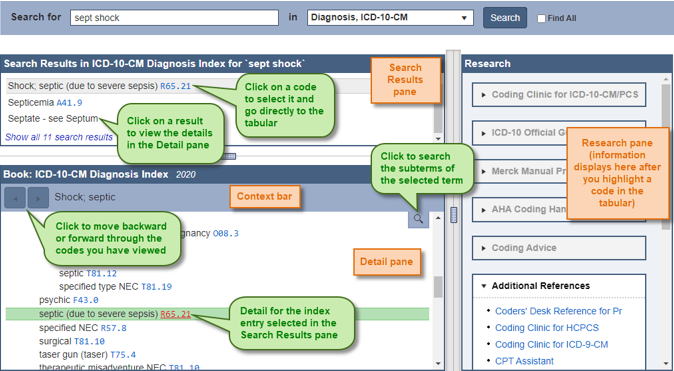 Search for sept shock in Diagnosis, ICD-10-CM Search Find All
Search Results in ICD-10-CM Diagnosis Index for `sept shock`
Shock; septic (due to severe sepsis) R65.21
Septicemia A41.9
Septate - see Septum
Show all 11 search results
Click on a code
to select it and
go directly to the
tabular
Click on a result
to view the details
in the Detail pane
Search
Results
pane
Click to search
the subterms of
the selected term
Book: ICD-10-CM Diagnosis Index 2020
Shock; septic
Context bar
Click to move backward
or forward through the
codes you have viewed
gnancy O08.3
septic T81.12
specified type NEC T81.19
psychic F43.0
septic (due to severe sepsis) R65.21
specified NEC R57.8
surgical T81.10
taser gun (taser) T75.4
therapeutic misadventure NEC T81.10
Detail pane
Detail for the index
entry selected in the
Search Results pane
Research
Coding Clinic for ICD-10-CM/PCS
ICD-10 Official G
Merck Manual Pr
AHA Coding Han
Coding Advice
Research pane
(information
displays here after
you highlight a
code in the
tabular)
Additional References
Coders' Desk Reference for Pr
Coding Clinic for HCPCS
Coding Clinic for ICD-9-CM
CPT Assistant